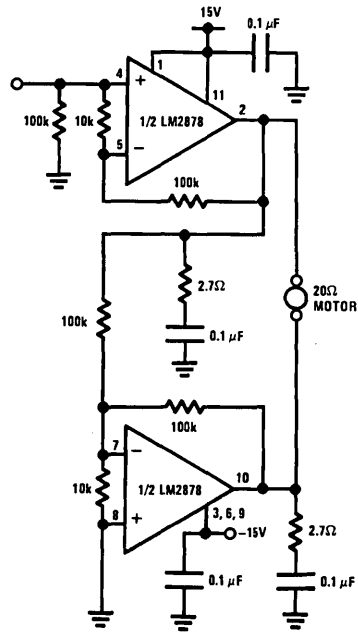 15V
0.1 μF
4
+
1
11
100k
10k
1/2 LM2878
2
5
−
100k
2.7Ω
20Ω
MOTOR
100k
0.1 μF
100k
7
−
10k
1/2 LM2878
10
3, 6, 9
8
+
−15V
2.7Ω
0.1 μF
0.1 μF